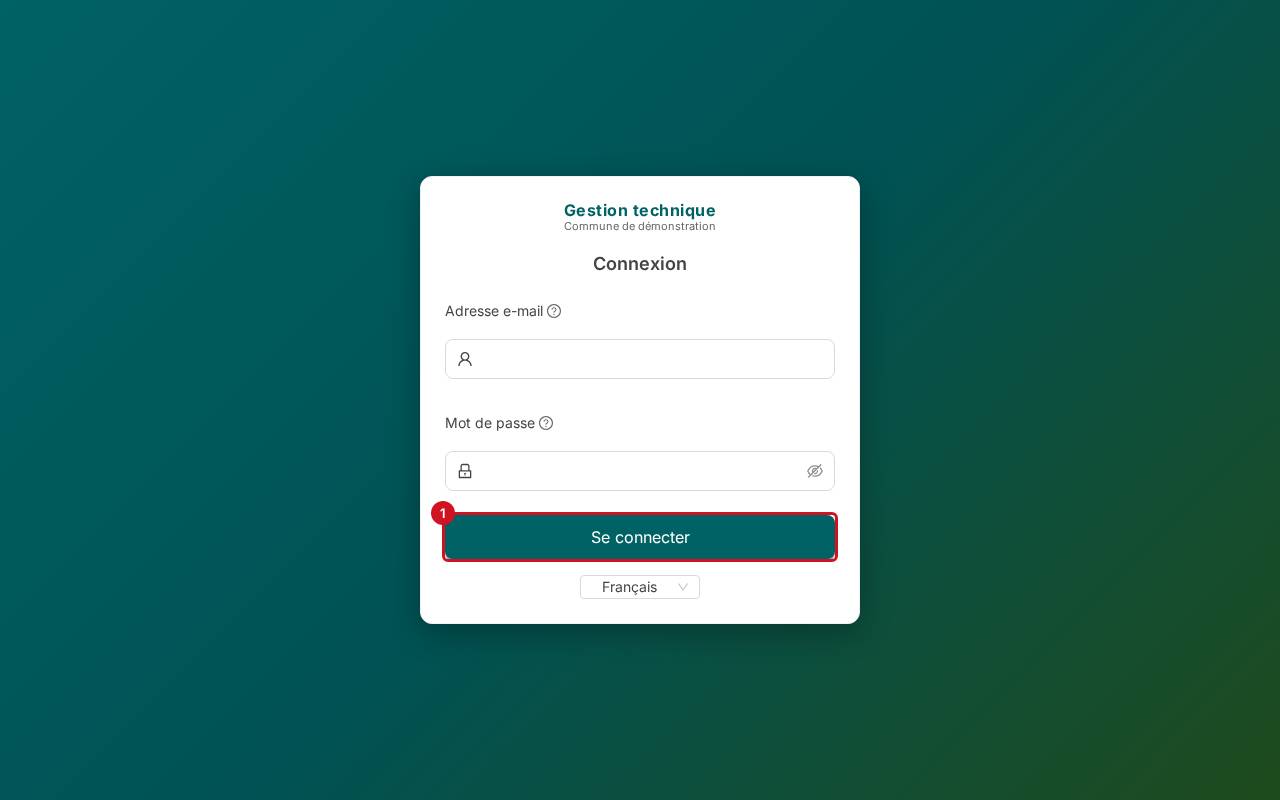 Gestion technique
Commune de démonstration
Connexion
Adresse e-mail
Mot de passe
1
Se connecter
Français